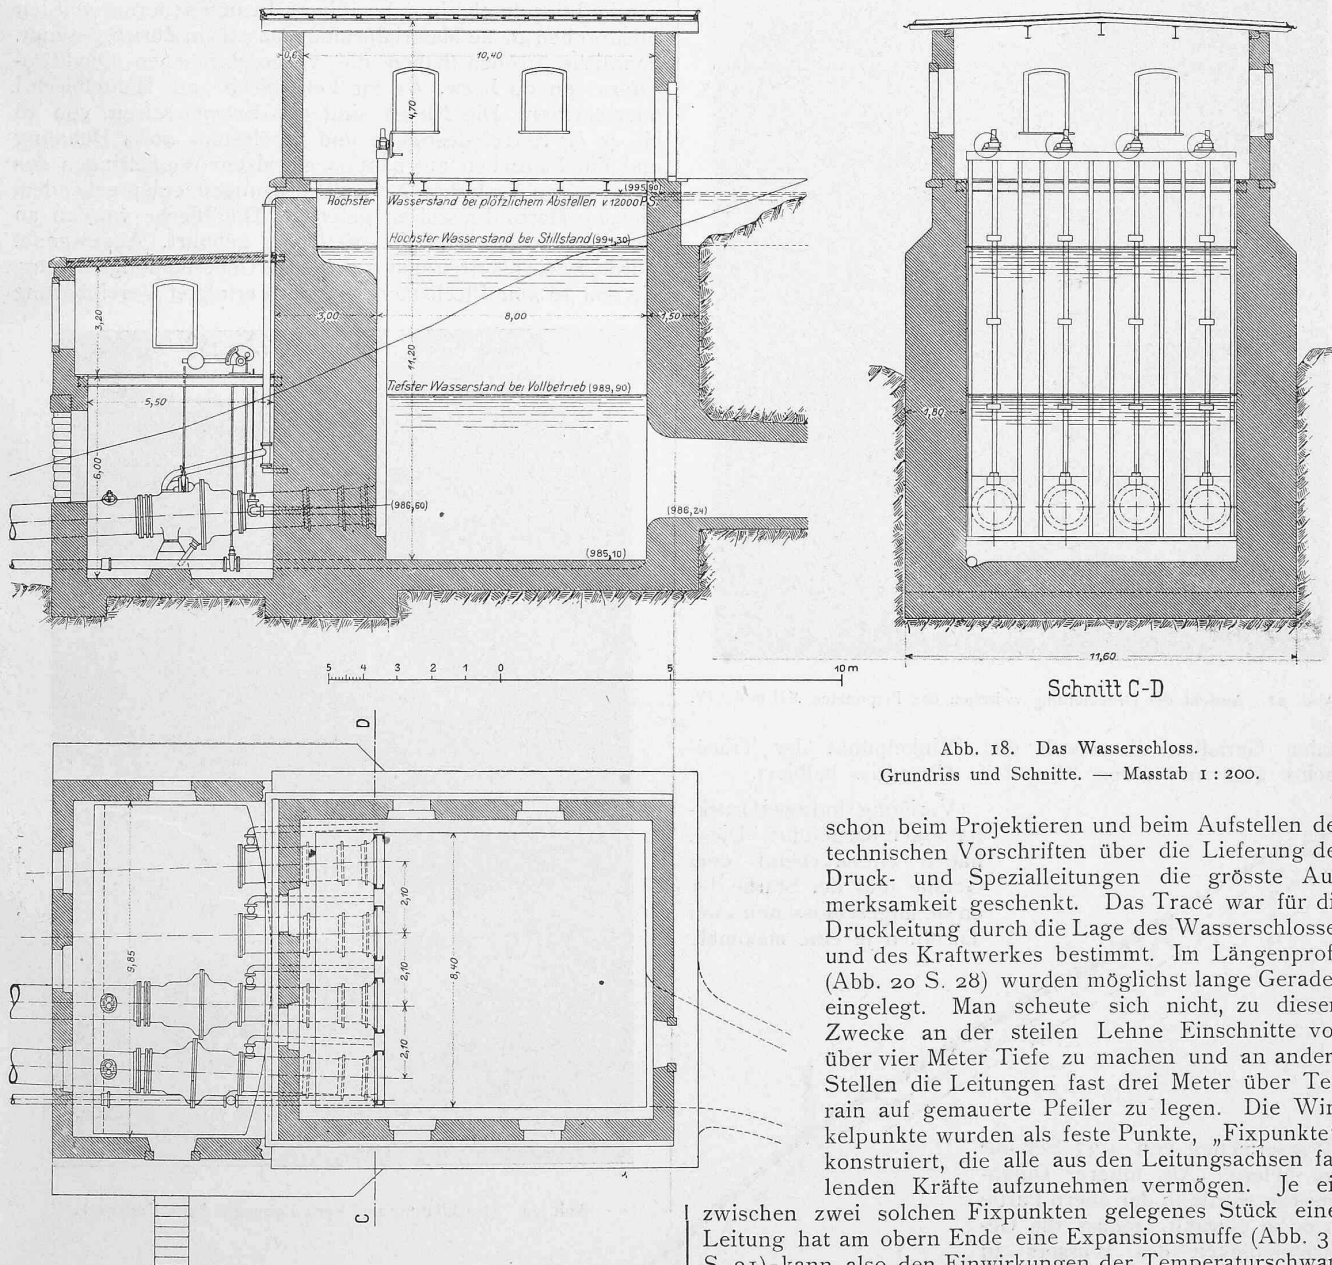 0,6
10,40
4,70
(995,90)
Höchster Wasserstand bei plötzlichem Abstellen v 12000 PS.
Höchster Wasserstand bei Stillstand (994,30)
3,20
3,00
8,00
1,50
11,20
Tiefster Wasserstand bei Vollbetrieb (989,90)
5,50
1,80
6,00
(986,60)
(986,24)
(985,10)
11,60
5 4 3 2 1 0 5 10 m
Schnitt C-D
D
Abb. 18. Das Wasserschloss.
Grundriss und Schnitte. — Masstab 1 : 200.
9,85
2,10
2,10
2,10
8,40
C
schon beim Projektieren und beim Aufstellen de
technischen Vorschriften über die Lieferung de
Druck- und Spezialleitungen die grösste Au
merksamkeit geschenkt. Das Tracé war für di
Druckleitung durch die Lage des Wasserschlosse
und des Kraftwerkes bestimmt. Im Längenprof
(Abb. 20 S. 28) wurden möglichst lange Gerade
eingelegt. Man scheute sich nicht, zu diesem
Zwecke an der steilen Lehne Einschnitte vo
über vier Meter Tiefe zu machen und an ander
Stellen die Leitungen fast drei Meter über Te
rain auf gemauerte Pfeiler zu legen. Die Win
kelpunkte wurden als feste Punkte, „Fixpunkte
konstruiert, die alle aus den Leitungsachsen fa
lenden Kräfte aufzunehmen vermögen. Je ei
zwischen zwei solchen Fixpunkten gelegenes Stück eine
Leitung hat am obern Ende eine Expansionsmuffe (Abb. 3
kann also den Einwirkungen der Temperaturschwan